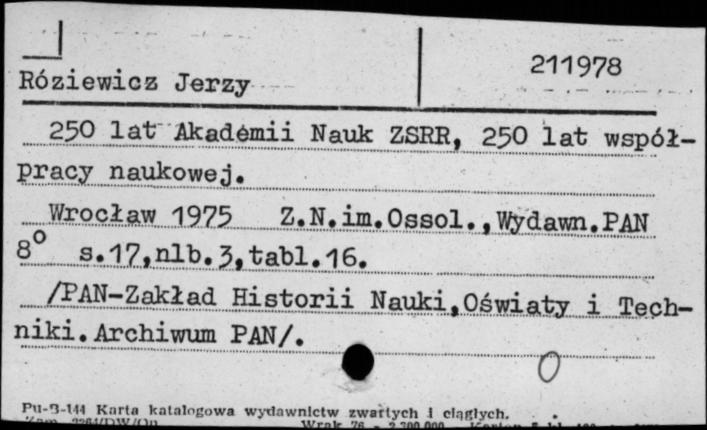 Róziewicz Jerzy
211978
250 lat Akademii Nauk ZSRR, 250 lat współ-
pracy naukowej.
Wrocław 1975 Z.N.im.Ossol.,Wydawn.PAN
8° s.17,nlb.3,tabl.16.
/PAN-Zakład Historii Nauki,Oświaty i Tech-
niki.Archiwum PAN/.
Pu-B-144 Karta katalogowa wydawnictw zwartych i ciągłych.